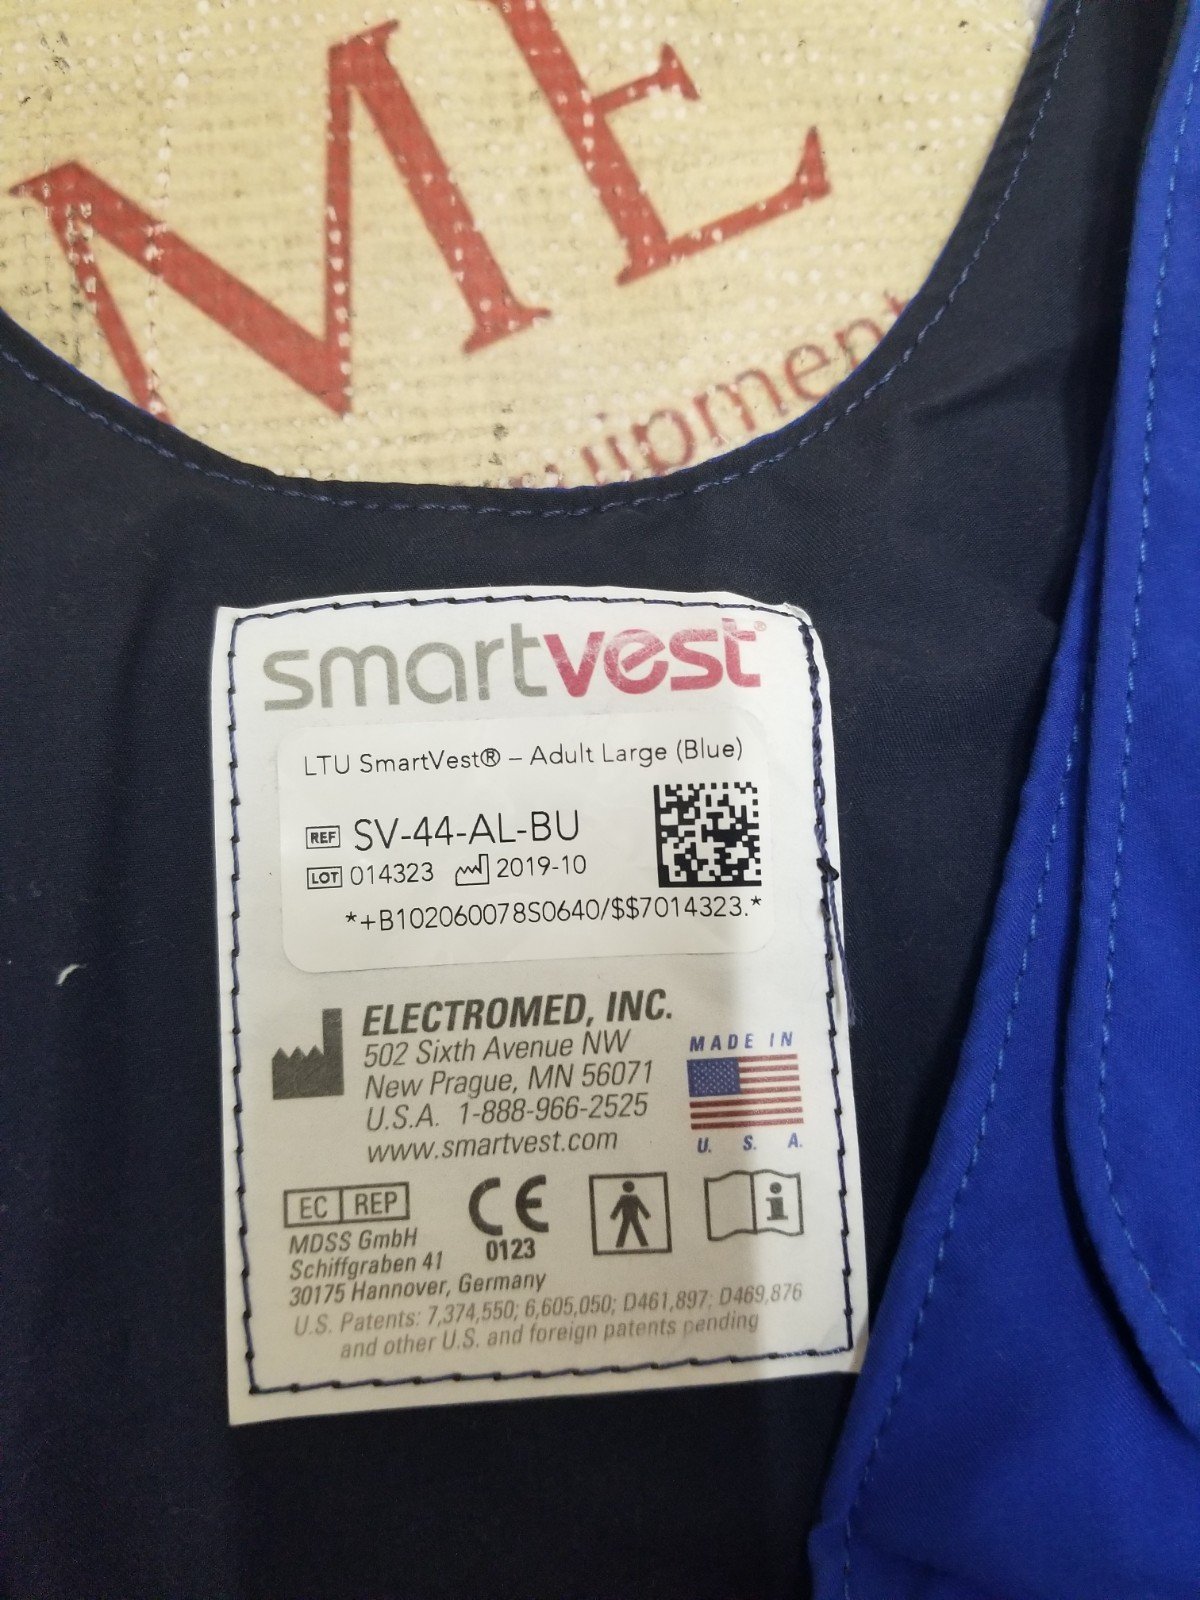 ME
uipment
smartvest®
LTU SmartVest® – Adult Large (Blue)
REF SV-44-AL-BU
LOT 014323 2019-10
*+B102060078S0640/$$7014323.*
ELECTROMED, INC.
502 Sixth Avenue NW
New Prague, MN 56071
U.S.A. 1-888-966-2525
www.smartvest.com
MADE IN
U. S. A.
EC REP
MDSS GmbH
Schiffgraben 41
30175 Hannover, Germany
CE
0123
i
U.S. Patents: 7,374,550; 6,605,050; D461,897; D469,876
and other U.S. and foreign patents pending